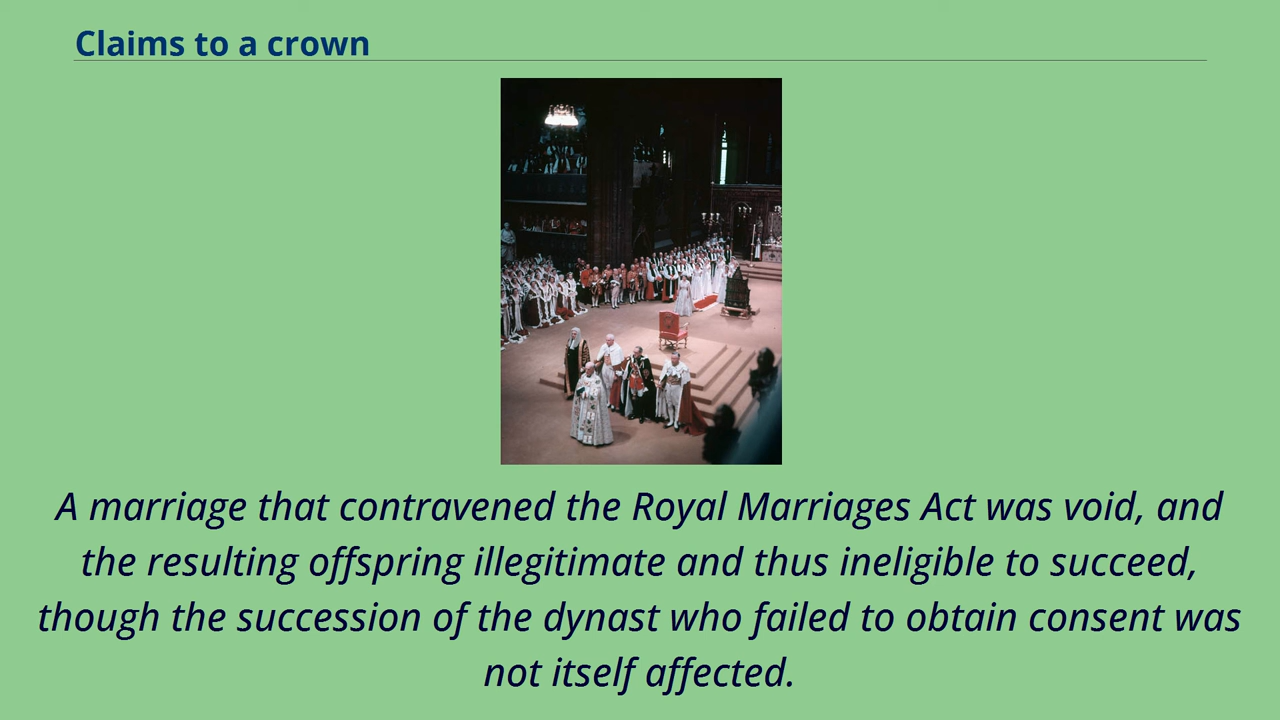 Claims to a crown
A marriage that contravened the Royal Marriages Act was void, and
the resulting offspring illegitimate and thus ineligible to succeed,
though the succession of the dynast who failed to obtain consent was
not itself affected.